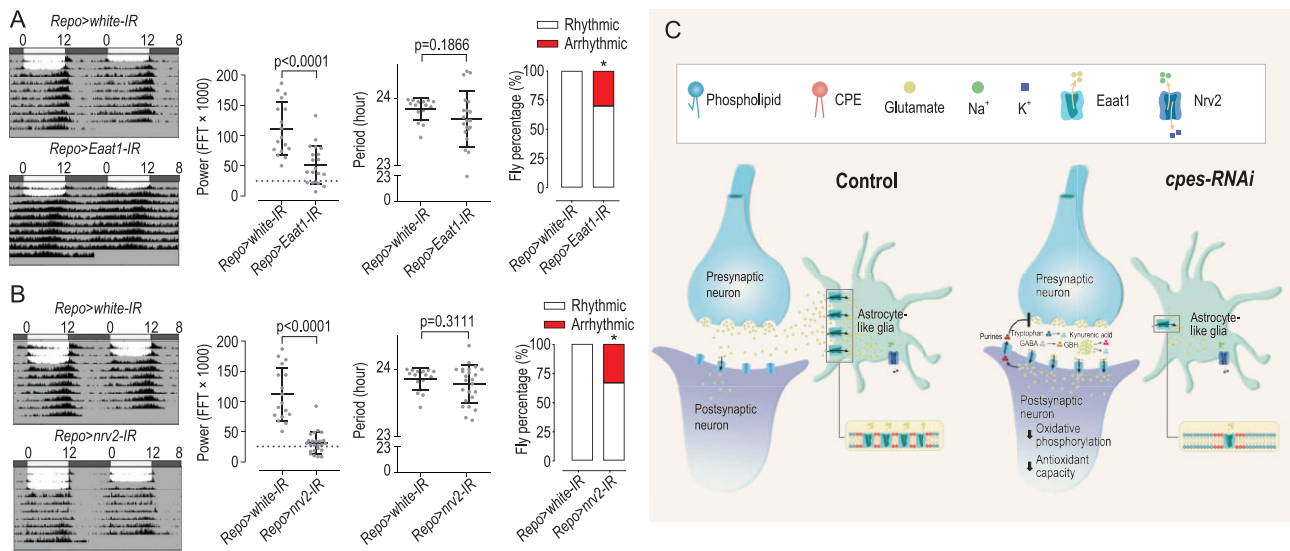 A
Repo>white-IR
0 12 0 12 8
Repo>Eaat1-IR
Power (FFT × 1000)
200
150
100
50
0
p<0.0001
Repo>white-IR
Repo>Eaat1-IR
Period (hour)
24
23
23
0
p=0.1866
Repo>white-IR
Repo>Eaat1-IR
Rhythmic
Arrhythmic
Fly percentage (%)
100
75
50
25
0
*
Repo>white-IR
Repo>Eaat1-IR
B
Repo>white-IR
0 12 0 12 8
Repo>nrv2-IR
0 12 0 12 8
Power (FFT × 1000)
200
150
100
50
0
p<0.0001
Repo>white-IR
Repo>nrv2-IR
Period (hour)
24
23
23
0
p=0.3111
Repo>white-IR
Repo>nrv2-IR
Rhythmic
Arrhythmic
Fly percentage (%)
100
75
50
25
0
*
Repo>white-IR
Repo>nrv2-IR
C
Phospholipid
CPE
Glutamate
Na+
K+
Eaat1
Nrv2
Control
Presynaptic
neuron
Astrocyte-
like glia
Postsynaptic
neuron
cpes-RNAi
Presynaptic
neuron
Purines
Tryptophan
Kynurenic acid
GABA
GBH
Astrocyte-
like glia
Postsynaptic
neuron
Oxidative
phosphorylation
Antioxidant
capacity